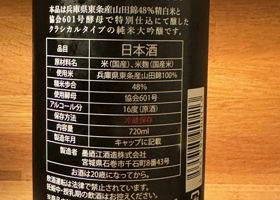 本品は兵庫県東条産山田錦48%精白米と
協会601号酵母で特別仕込にて醸した
クラシカルタイプの純米大吟醸です。
品目 日本酒
原材料名 米(国産)、米麹(国産米)
使用米 兵庫県東条産山田錦100%
精米歩合 48%
使用酵母 協会601号
アルコール分 16度(原酒)
保存方法 冷蔵保存
内容量 720ml
製造年月 キャップに記載
製造者 墨廼江酒造株式会社
宮城県石巻市千石町8番43号
お酒は20歳になってから。
飲酒運転は法律で禁止されています。
妊娠中・授乳期の飲酒はお控えください。